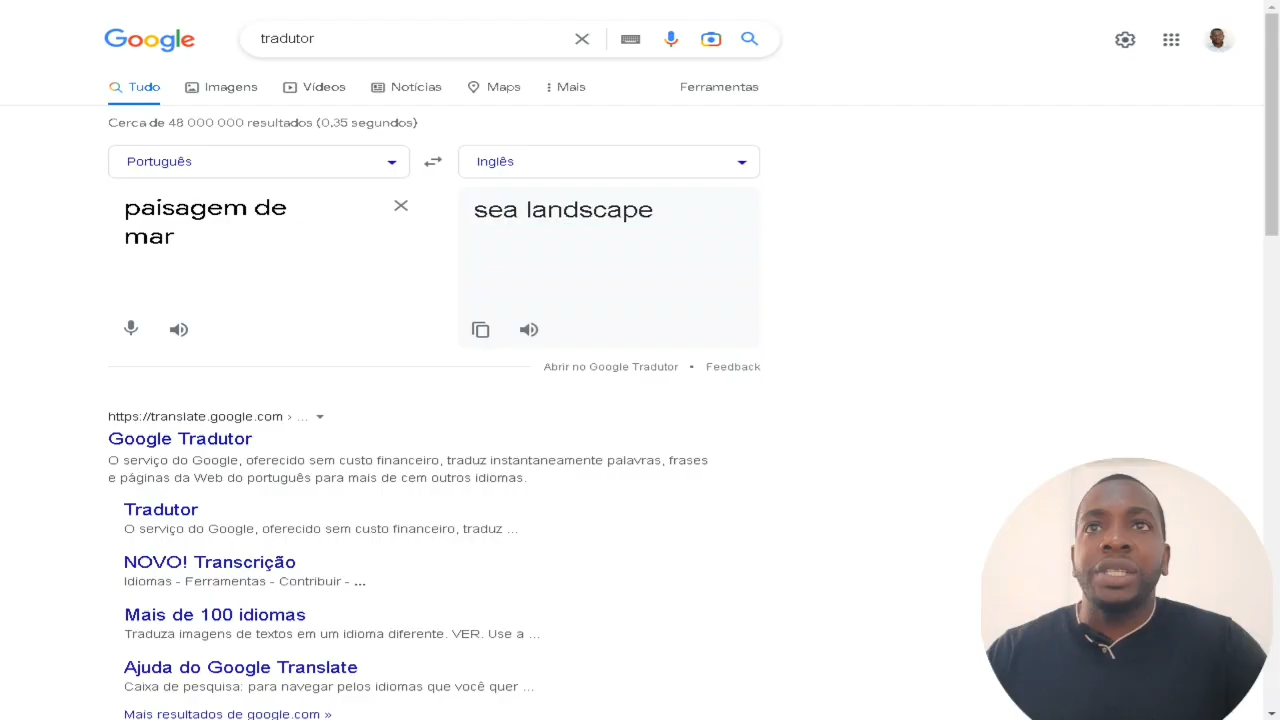 Google
tradutor
Tudo Imagens Vídeos Notícias Maps Mais Ferramentas
Cerca de 48 000 000 resultados (0,35 segundos)
Português Inglês
paisagem de
mar
sea landscape
Abrir no Google Tradutor • Feedback
https://translate.google.com › ...
Google Tradutor
O serviço do Google, oferecido sem custo financeiro, traduz instantaneamente palavras, frases
e páginas da Web do português para mais de cem outros idiomas.
Tradutor
O serviço do Google, oferecido sem custo financeiro, traduz ...
NOVO! Transcrição
Idiomas - Ferramentas - Contribuir - ...
Mais de 100 idiomas
Traduza imagens de textos em um idioma diferente. VER. Use a ...
Ajuda do Google Translate
Caixa de pesquisa: para navegar pelos idiomas que você quer ...
Mais resultados de google.com »